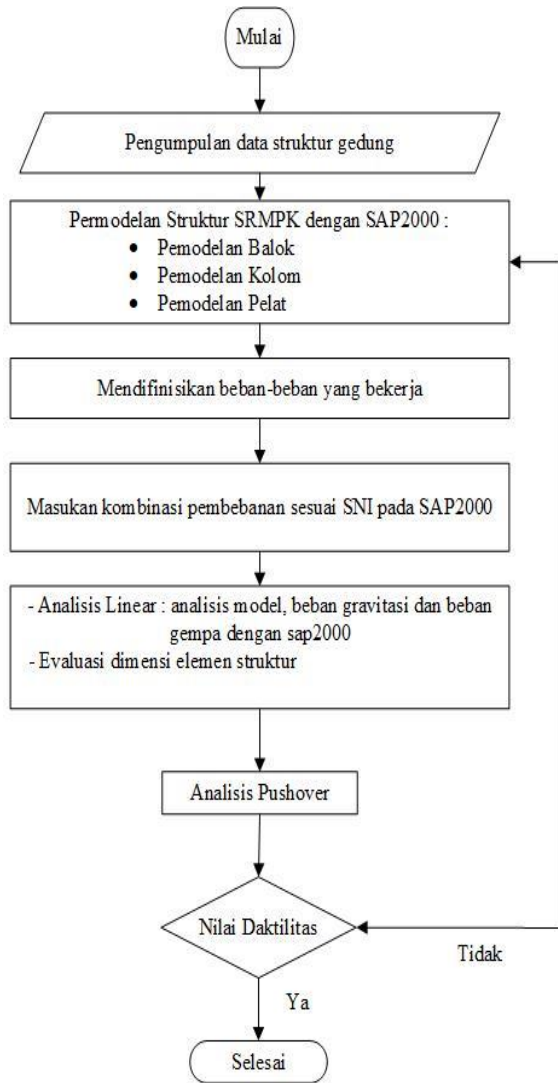 Mulai
Pengumpulan data struktur gedung
Permodelan Struktur SRMPK dengan SAP2000 :
• Pemodelan Balok
• Pemodelan Kolom
• Pemodelan Pelat
Mendifinisikan beban-beban yang bekerja
Masukan kombinasi pembebanan sesuai SNI pada SAP2000
- Analisis Linear : analisis model, beban gravitasi dan beban
gempa dengan sap2000
- Evaluasi dimensi elemen struktur
Analisis Pushover
Nilai Daktilitas
Tidak
Ya
Selesai